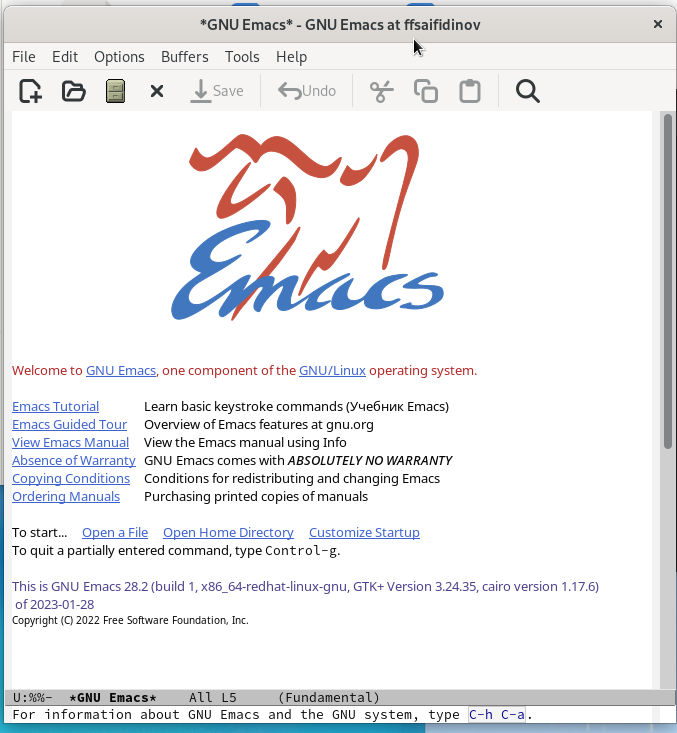 *GNU Emacs* - GNU Emacs at ffsaifidinov
File Edit Options Buffers Tools Help
Save Undo
Emacs
Welcome to GNU Emacs, one component of the GNU/Linux operating system.
Emacs Tutorial Learn basic keystroke commands (Учебник Emacs)
Emacs Guided Tour Overview of Emacs features at gnu.org
View Emacs Manual View the Emacs manual using Info
Absence of Warranty GNU Emacs comes with ABSOLUTELY NO WARRANTY
Copying Conditions Conditions for redistributing and changing Emacs
Ordering Manuals Purchasing printed copies of manuals
To start... Open a File Open Home Directory Customize Startup
To quit a partially entered command, type Control-g.
This is GNU Emacs 28.2 (build 1, x86_64-redhat-linux-gnu, GTK+ Version 3.24.35, cairo version 1.17.6)
of 2023-01-28
Copyright (C) 2022 Free Software Foundation, Inc.
U:%%- *GNU Emacs* All L5 (Fundamental)
For information about GNU Emacs and the GNU system, type C-h C-a.